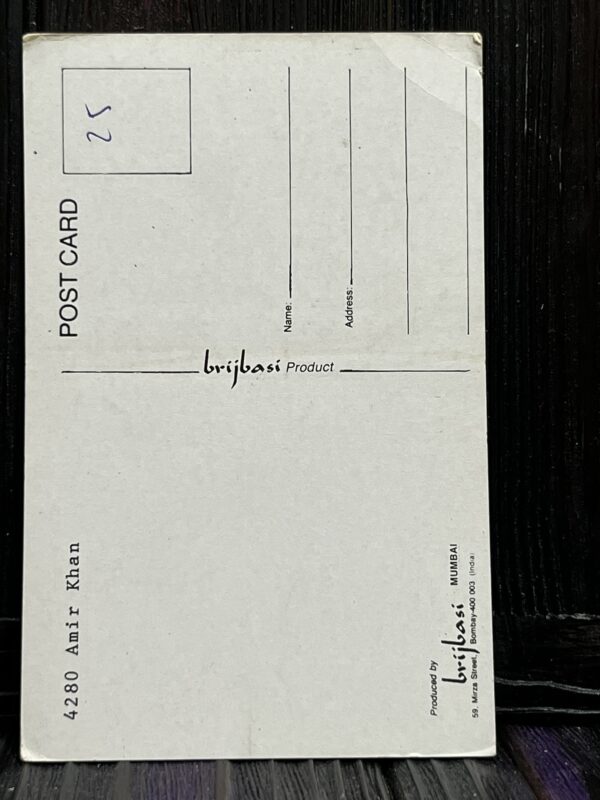 4280 Amir Khan
Produced by
brijbasi MUMBAI
59, Mirza Street, Bombay-400 003 (India)
brijbasi Product
POST CARD
25
Name:
Address: